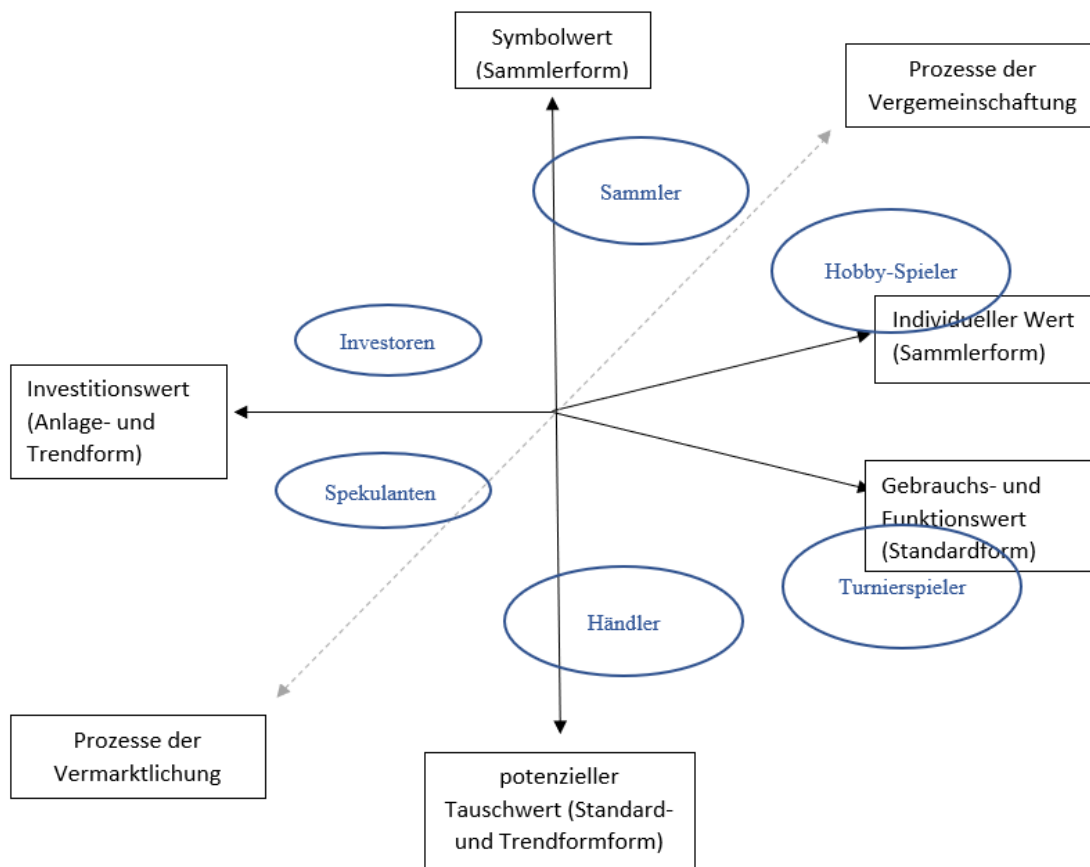 Symbolwert
(Sammlerform)
Prozesse der
Vergemeinschaftung
Sammler
Hobby-Spieler
Individueller Wert
(Sammlerform)
Investoren
Investitionswert
(Anlage- und
Trendform)
Spekulanten
Gebrauchs- und
Funktionswert
(Standardform)
Turnierspieler
Händler
Prozesse der
Vermarktlichung
potenzieller
Tauschwert (Standard-
und Trendformform)